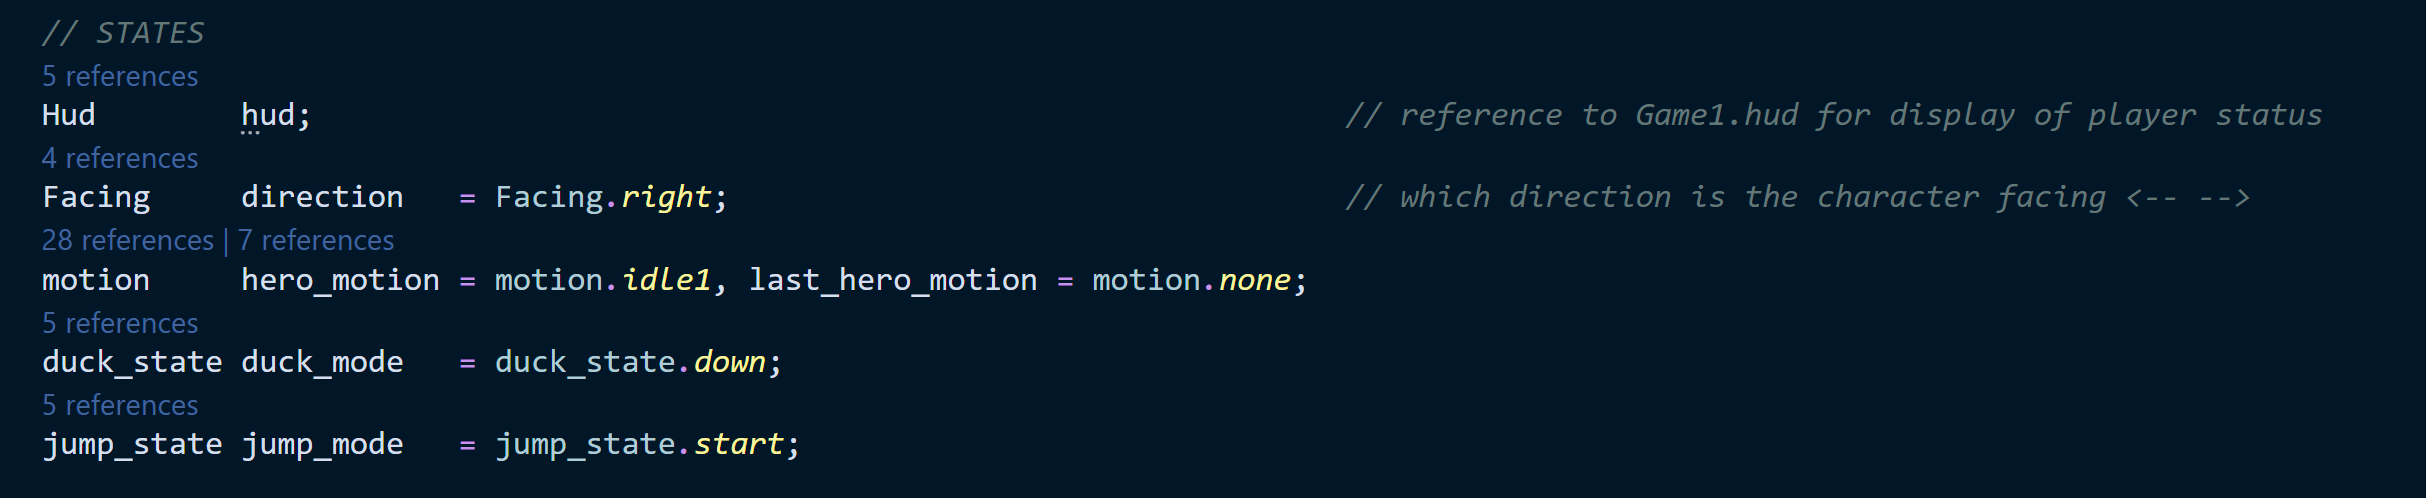 // STATES
5 references
Hud        hud;                                                         // reference to Game1.hud for display of player status
4 references
Facing     direction   = Facing.right;                                  // which direction is the character facing <-- -->
28 references | 7 references
motion     hero_motion = motion.idle1, last_hero_motion = motion.none;
5 references
duck_state duck_mode   = duck_state.down;
5 references
jump_state jump_mode   = jump_state.start;